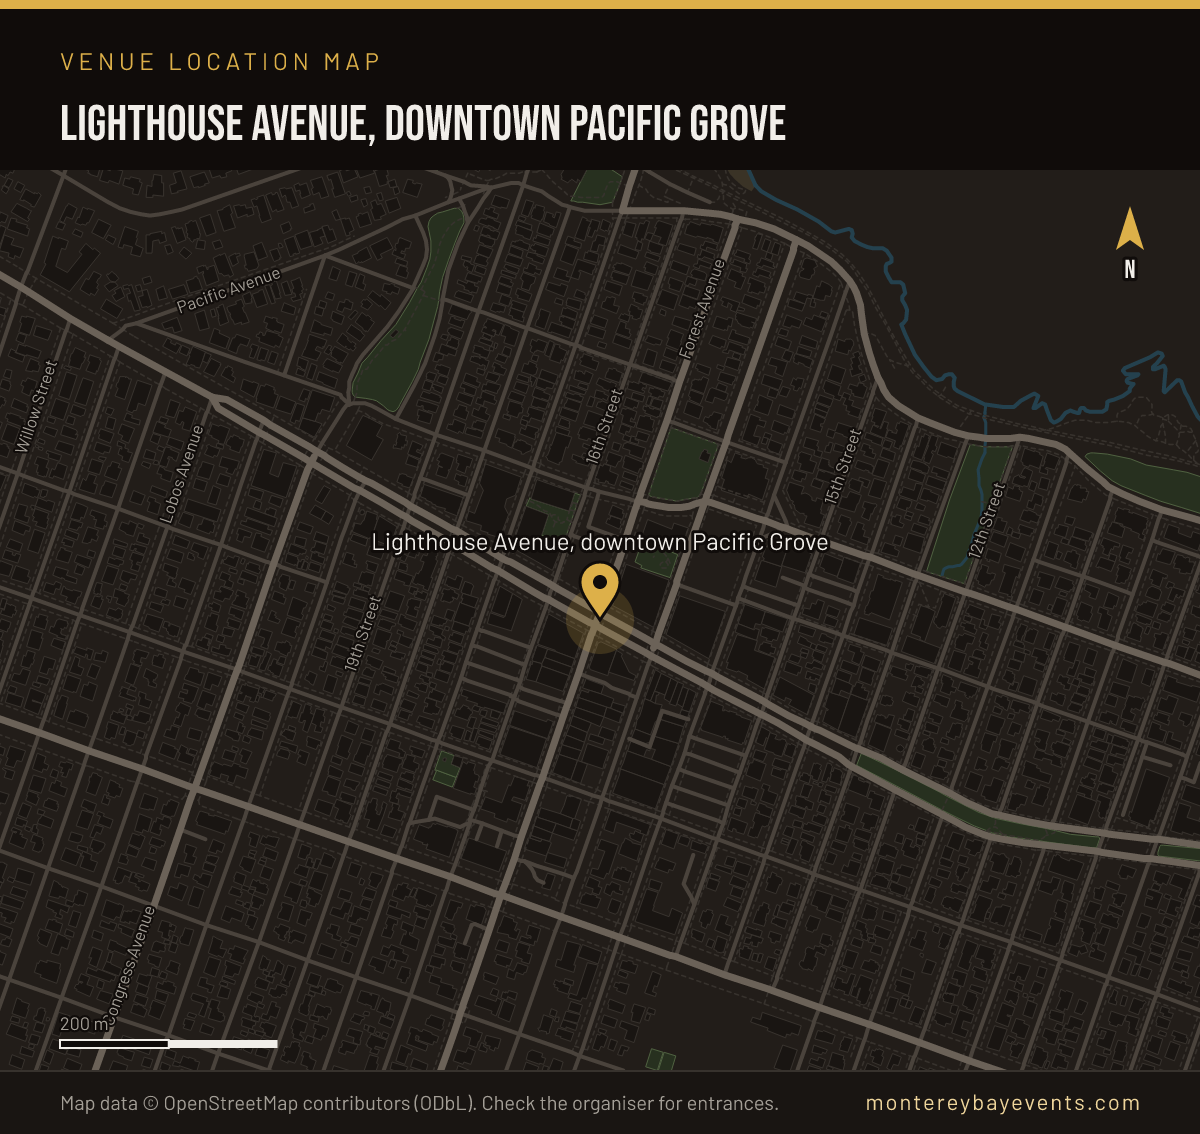 VENUE LOCATION MAP
LIGHTHOUSE AVENUE, DOWNTOWN PACIFIC GROVE
N
Pacific Avenue
Forest Avenue
Willow Street
16th Street
Lobos Avenue
15th Street
12th Street
Lighthouse Avenue, downtown Pacific Grove
19th Street
Congress Avenue
200 m
Map data © OpenStreetMap contributors (ODbL). Check the organiser for entrances.
montereybayevents.com